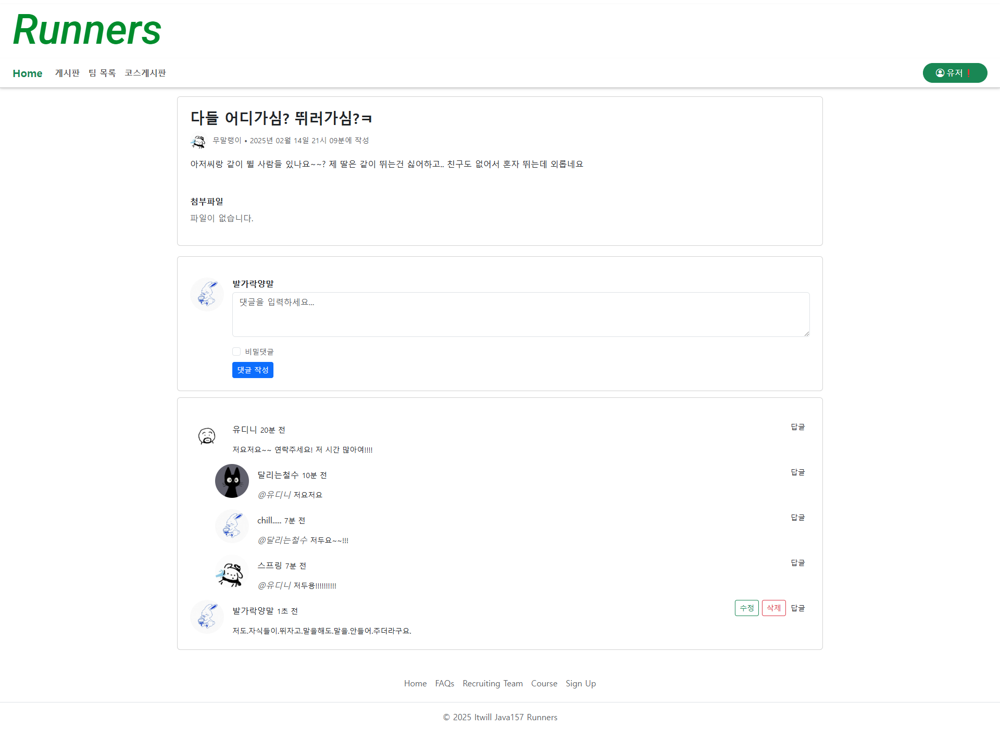 Runners
Home 게시판 팀 목록 코스게시판 유저❗
다들 어디가심? 뛰러가심?ㅋ
무말랭이 • 2025년 02월 14일 21시 09분에 작성
아저씨랑 같이 뛸 사람들 있나요~~? 제 딸은 같이 뛰는건 싫어하고.. 친구도 없어서 혼자 뛰는데 외롭네요
첨부파일
파일이 없습니다.
발가락양말
댓글을 입력하세요...
비밀댓글
댓글 작성
유디니 20분 전 답글
저요저요~~ 연락주세요! 저 시간 많아여!!!!
달리는철수 10분 전 답글
@유디니 저요저요
chill..... 7분 전 답글
@달리는철수 저두요~~!!!
스프링 7분 전 답글
@유디니 저두용!!!!!!!!!!
발가락양말 1초 전 수정 삭제 답글
저도.자식들이.뛰자고.말을해도.말을.안들어.주더라구요.
Home FAQs Recruiting Team Course Sign Up
© 2025 Itwill Java157 Runners